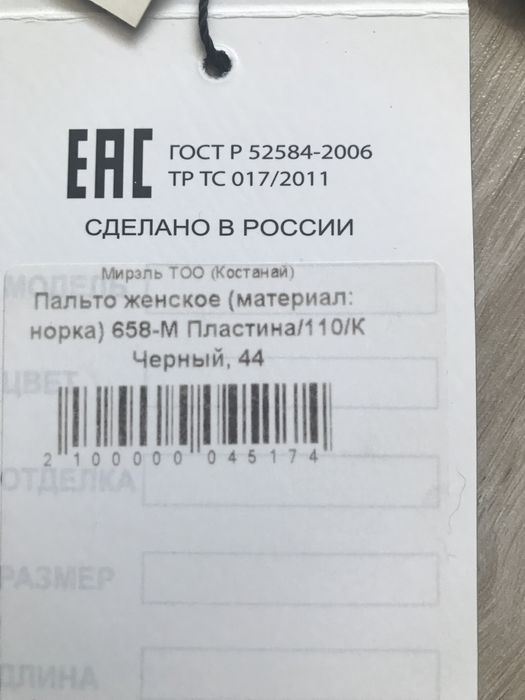 EAC
ГОСТ Р 52584-2006
ТР ТС 017/2011
СДЕЛАНО В РОССИИ
Мирэль ТОО (Костанай)
МОДЕЛЬ
Пальто женское (материал:
норка) 658-М Пластина/110/К
Черный, 44
ЦВЕТ
2 100000 045174
ОТДЕЛКА
РАЗМЕР
ДЛИНА